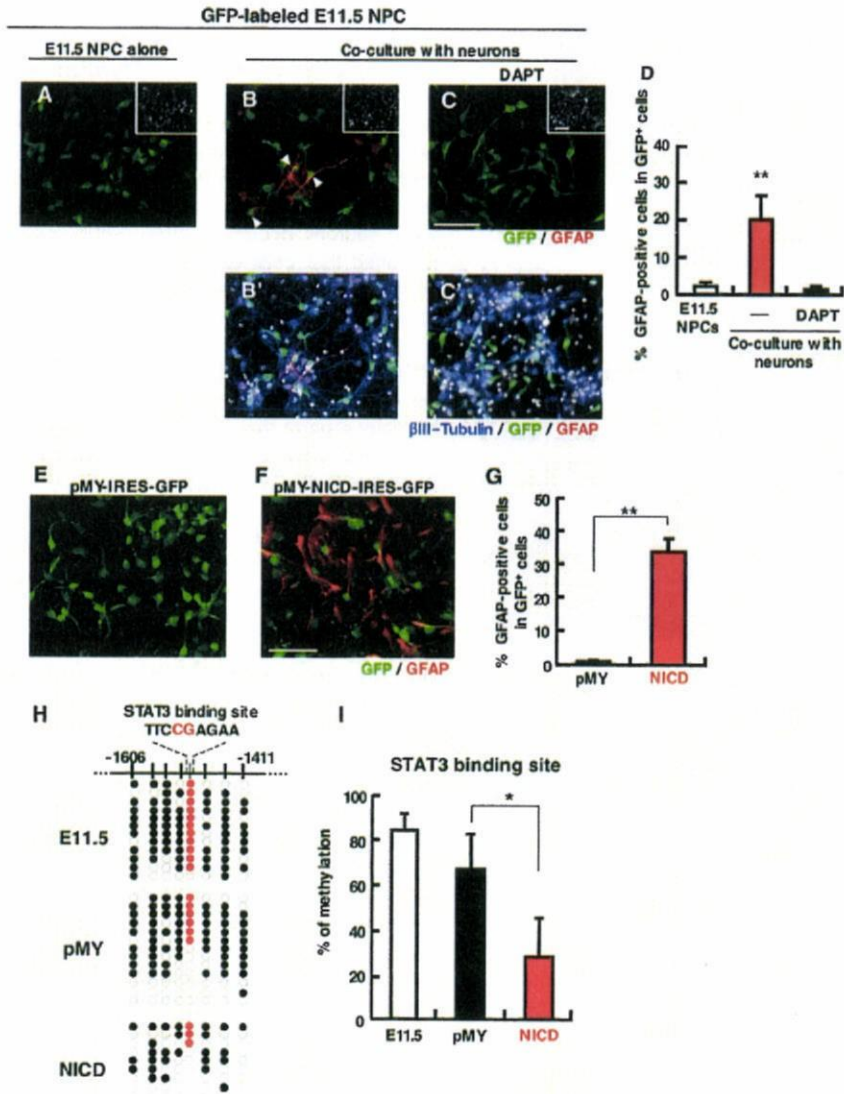 GFP-labeled E11.5 NPC
E11.5 NPC alone
Co-culture with neurons
DAPT
A
B
C
GFP / GFAP
B'
C'
βIII-Tubulin / GFP / GFAP
D
% GFAP-positive cells in GFP⁺ cells
40
30
20
10
0
**
E11.5
NPCs
—
DAPT
Co-culture with
neurons
E
pMY-IRES-GFP
F
pMY-NICD-IRES-GFP
GFP / GFAP
G
% GFAP-positive cells
in GFP⁺ cells
50
40
30
20
10
0
**
pMY
NICD
H
STAT3 binding site
TTCCGAGAA
-1606
-1411
E11.5
pMY
NICD
I
STAT3 binding site
% of methylation
100
80
60
40
20
0
*
E11.5
pMY
NICD